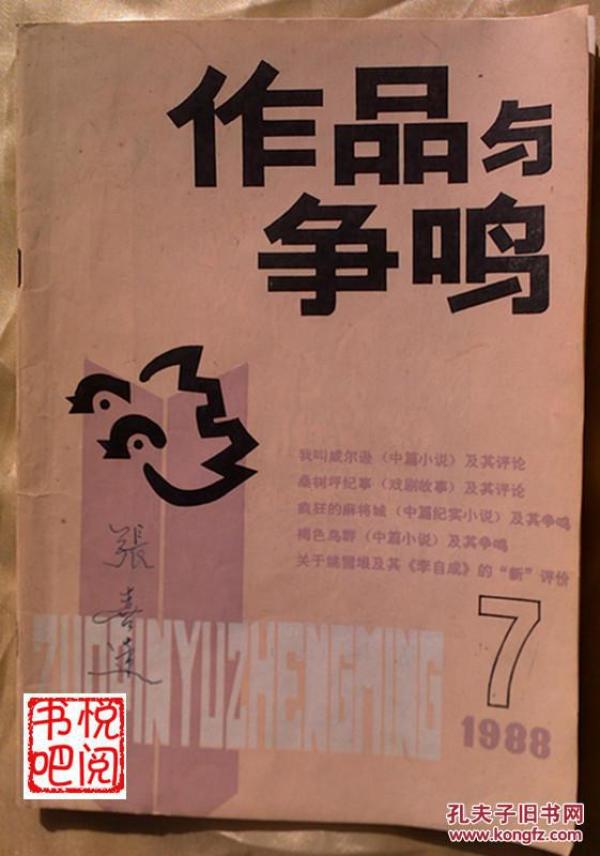 作品与
争鸣
我叫威尔逊（中篇小说）及其评论
桑树坪纪事（戏剧故事）及其评论
疯狂的麻将城（中篇纪实小说）及其争鸣
褐色鸟群（中篇小说）及其争鸣
关于姚雪垠及其《李自成》的“新”评价
張喜達
ZUOPINYUZHENGMING
7
1988
悦阅
书吧
孔夫子旧书网
www.kongfz.com